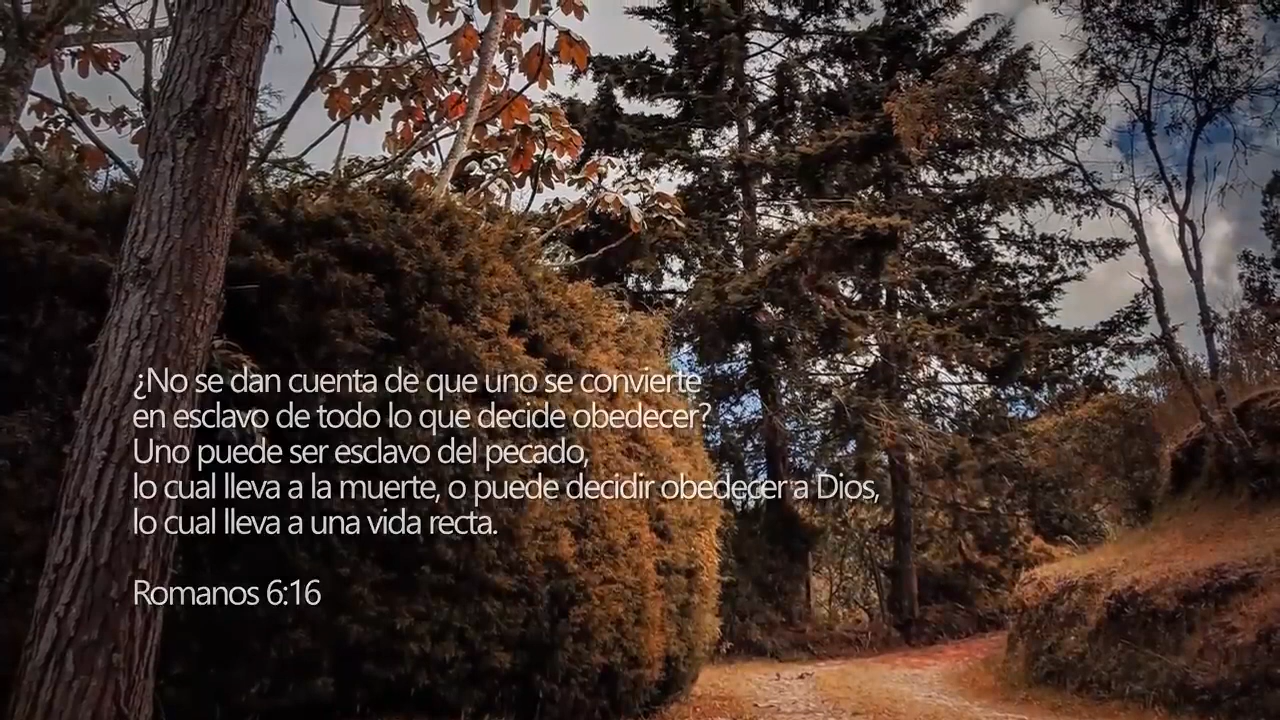 ¿No se dan cuenta de que uno se convierte
en esclavo de todo lo que decide obedecer?
Uno puede ser esclavo del pecado,
lo cual lleva a la muerte, o puede decidir obedecer a Dios,
lo cual lleva a una vida recta.
Romanos 6:16